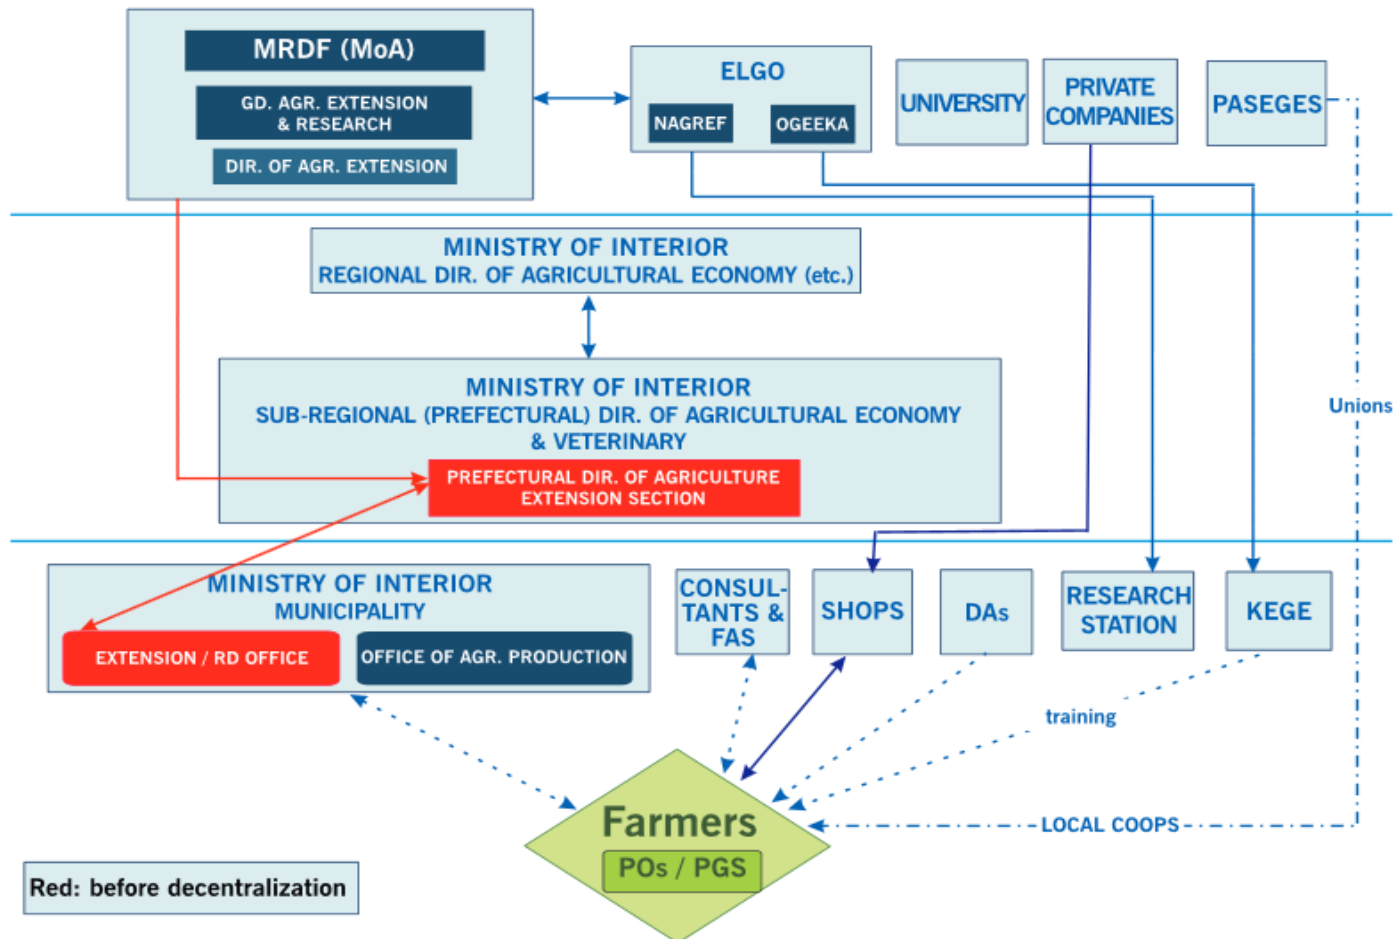 MRDF (MoA)
GD. AGR. EXTENSION
& RESEARCH
DIR. OF AGR. EXTENSION
ELGO
NAGREF
OGEEKA
UNIVERSITY
PRIVATE
COMPANIES
PASEGES
MINISTRY OF INTERIOR
REGIONAL DIR. OF AGRICULTURAL ECONOMY (etc.)
MINISTRY OF INTERIOR
SUB-REGIONAL (PREFECTURAL) DIR. OF AGRICULTURAL ECONOMY
& VETERINARY
PREFECTURAL DIR. OF AGRICULTURE
EXTENSION SECTION
Unions
MINISTRY OF INTERIOR
MUNICIPALITY
EXTENSION / RD OFFICE
OFFICE OF AGR. PRODUCTION
CONSUL-
TANTS &
FAS
SHOPS
DAs
RESEARCH
STATION
KEGE
training
LOCAL COOPS
Farmers
POs / PGS
Red: before decentralization